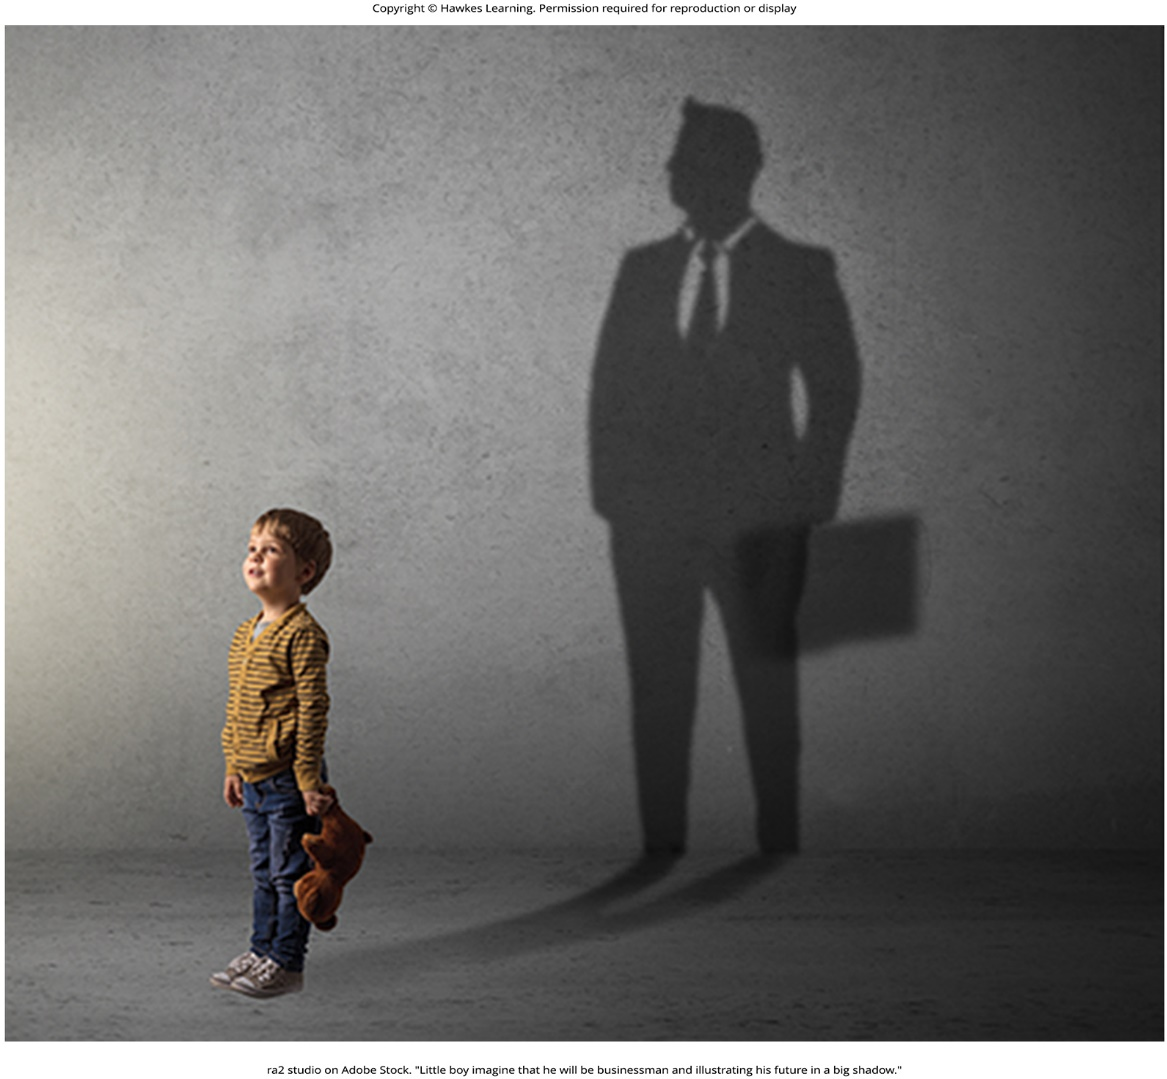 Copyright © Hawkes Learning. Permission required for reproduction or display
ra2 studio on Adobe Stock. "Little boy imagine that he will be businessman and illustrating his future in a big shadow."